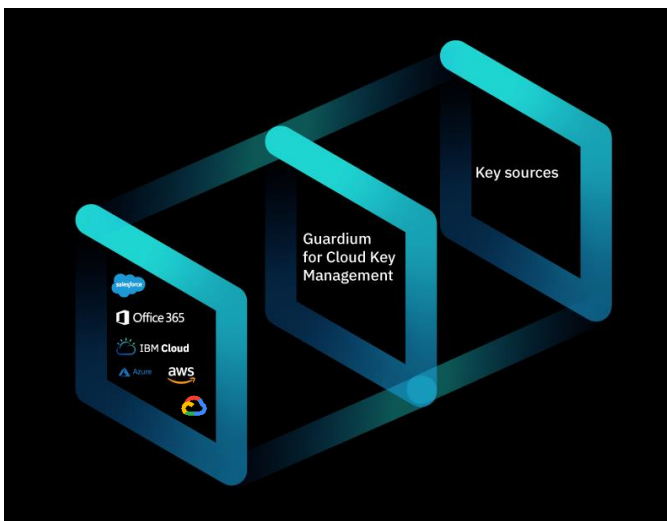 Key sources
Guardium
for Cloud Key
Management
salesforce
Office 365
IBM Cloud
Azure
aws